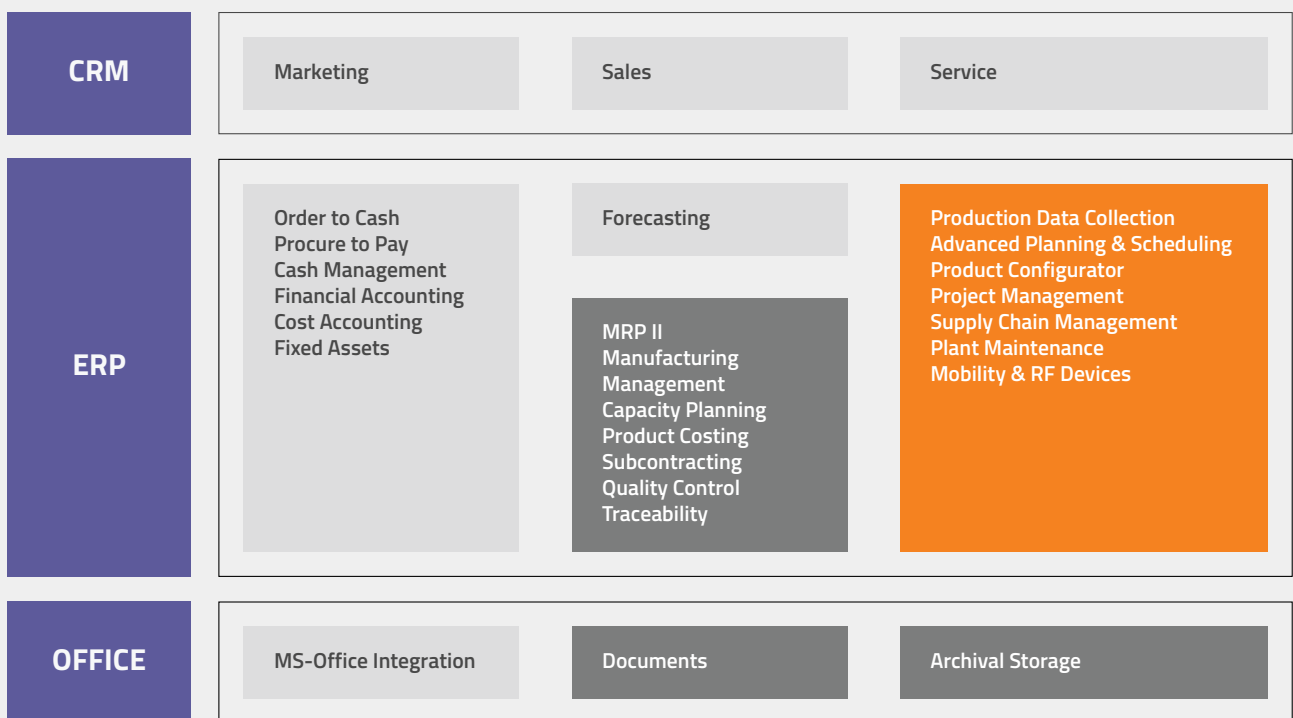 CRM
Marketing
Sales
Service
ERP
Order to Cash
Procure to Pay
Cash Management
Financial Accounting
Cost Accounting
Fixed Assets
Forecasting
MRP II
Manufacturing
Management
Capacity Planning
Product Costing
Subcontracting
Quality Control
Traceability
Production Data Collection
Advanced Planning & Scheduling
Product Configurator
Project Management
Supply Chain Management
Plant Maintenance
Mobility & RF Devices
OFFICE
MS-Office Integration
Documents
Archival Storage